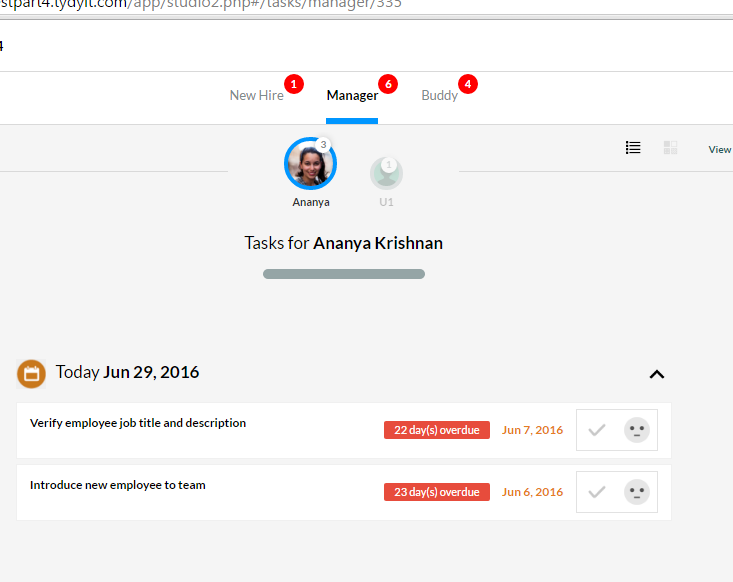 stpart4.tydyit.com/app/studio2.php#/tasks/manager/335
4
New Hire 1 Manager 6 Buddy 4
3 1
View
Ananya U1
Tasks for Ananya Krishnan
Today Jun 29, 2016
Verify employee job title and description 22 day(s) overdue Jun 7, 2016
Introduce new employee to team 23 day(s) overdue Jun 6, 2016